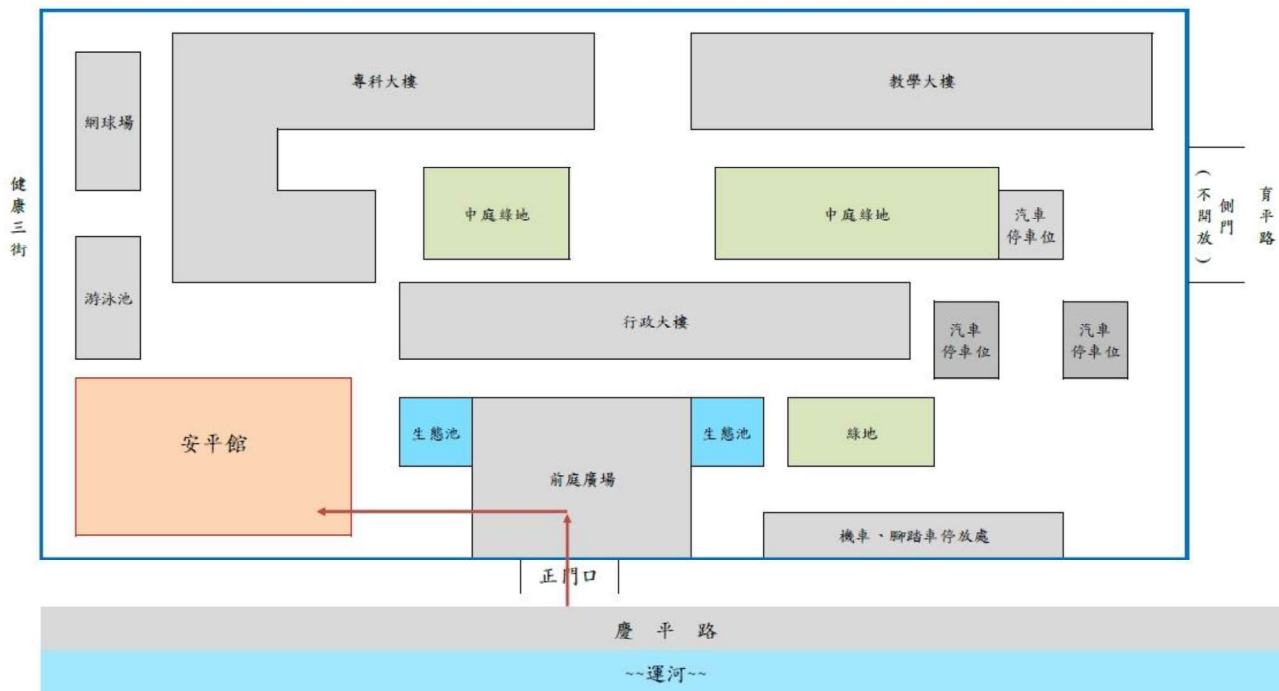 專科大樓
教學大樓
網球場
健康三街
中庭綠地
中庭綠地
汽車
停車位
側門
(不開放)
育平路
游泳池
行政大樓
汽車
停車位
汽車
停車位
安平館
生態池
前庭廣場
生態池
綠地
機車、腳踏車停放處
正門口
慶平路
~~運河~~